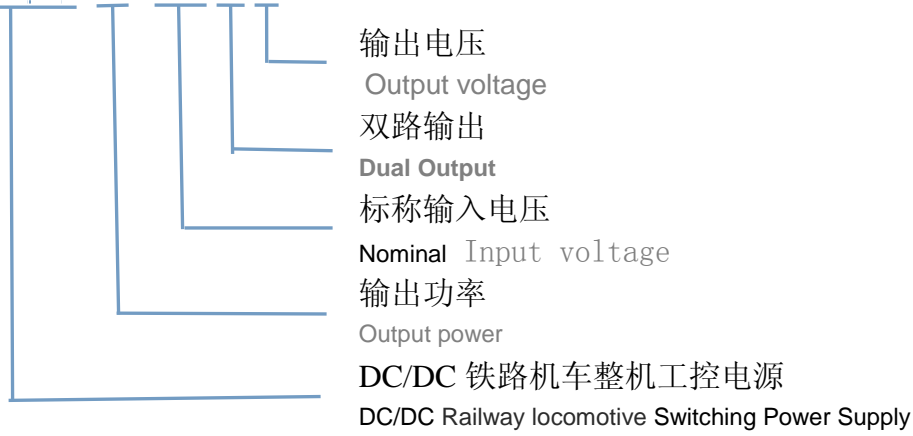 输出电压
Output voltage
双路输出
Dual Output
标称输入电压
Nominal Input voltage
输出功率
Output power
DC/DC 铁路机车整机工控电源
DC/DC Railway locomotive Switching Power Supply